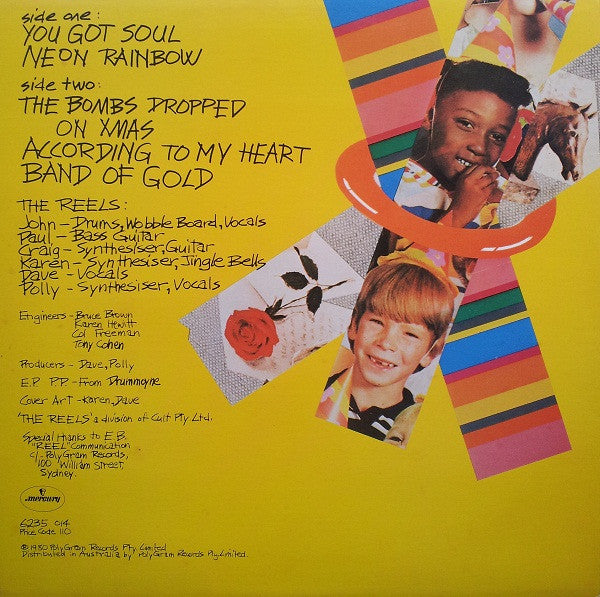 side one:
YOU GOT SOUL
NEON RAINBOW
side two:
THE BOMBS DROPPED
ON XMAS
ACCORDING TO MY HEART
BAND OF GOLD
THE REELS:
John - Drums, Wobble Board, Vocals
Paul - Bass Guitar
Craig - Synthesiser, Guitar
Karen - Synthesiser, Jingle Bells
Dave - Vocals
Polly - Synthesiser, Vocals
Engineers - Bruce Brown
Karen Hewitt
Col Freeman
Tony Cohen
Producers - Dave, Polly
E.P. P.P. - From Drummoyne
Cover Art - Karen, Dave
'THE REELS' a division of Cult Pty Ltd.
Special thanks to E.B.
"REEL" Communication
c/- PolyGram Records,
100 William Street,
Sydney.
mercury
6235 014
Price Code 110
© 1980 PolyGram Records Pty. Limited
Distributed in Australia by PolyGram Records Pty. Limited.